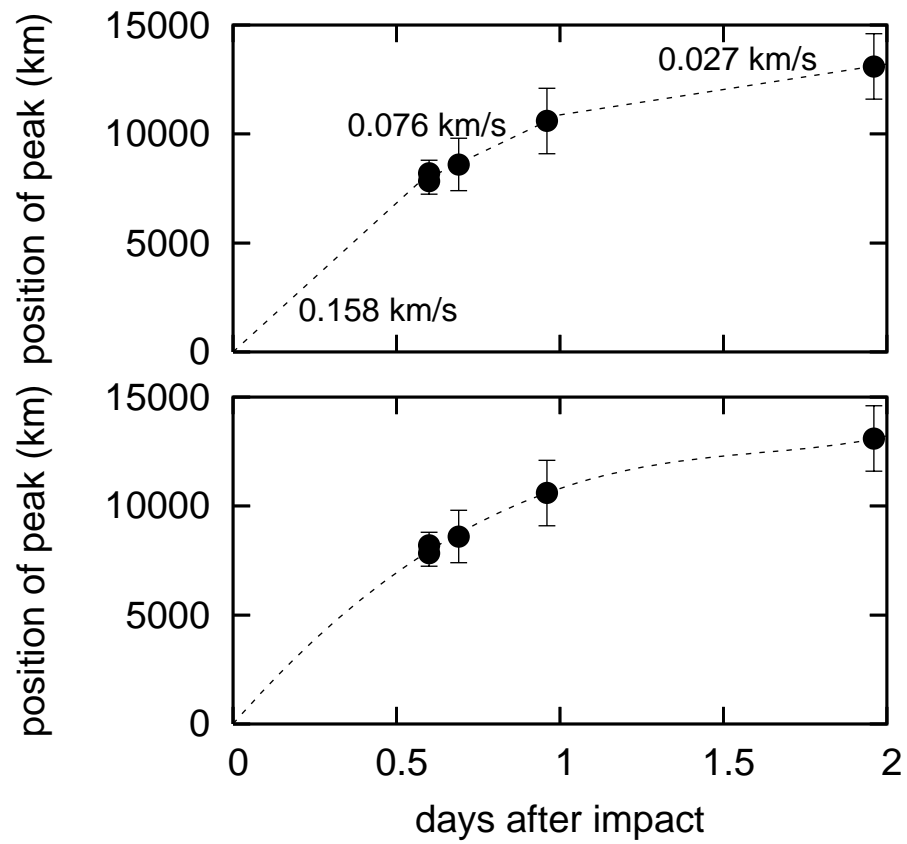 15000
10000
5000
0
position of peak (km)
0.027 km/s
0.076 km/s
0.158 km/s
15000
10000
5000
0
position of peak (km)
0 0.5 1 1.5 2
days after impact